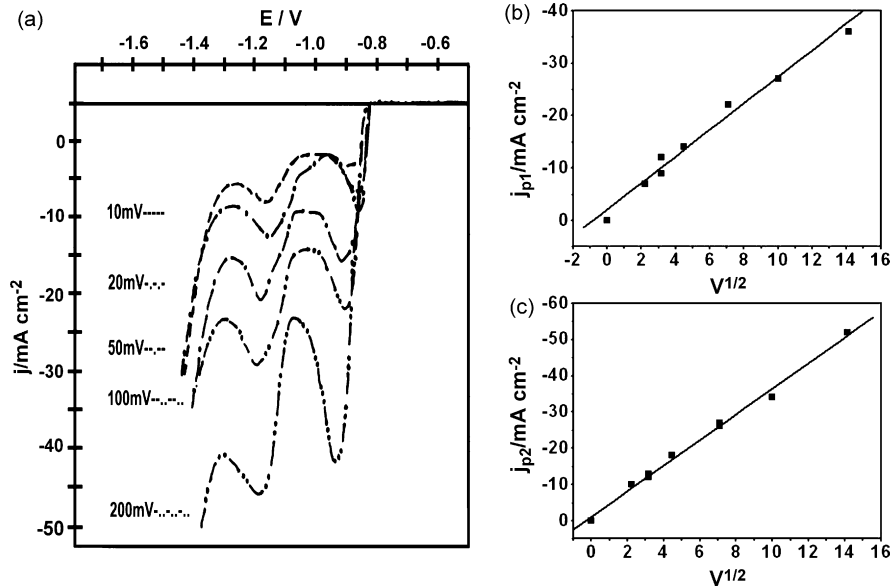 (a)
E / V
-1.6 -1.4 -1.2 -1.0 -0.8 -0.6
j/mA cm-2
0
-10
-20
-30
-40
-50
10mV-----
20mV-.-.-
50mV--.--
100mV--..--..
200mV-..-..-..
(b)
jp1/mA cm-2
-40
-30
-20
-10
0
-2 0 2 4 6 8 10 12 14 16
V1/2
(c)
jp2/mA cm-2
-60
-50
-40
-30
-20
-10
0
0 2 4 6 8 10 12 14 16
V1/2